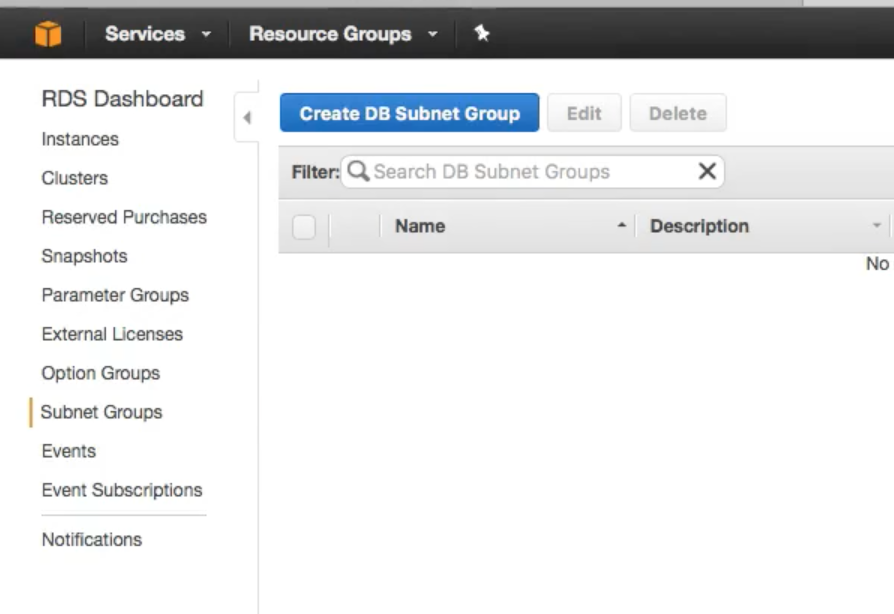 Services Resource Groups
RDS Dashboard
Instances
Clusters
Reserved Purchases
Snapshots
Parameter Groups
External Licenses
Option Groups
Subnet Groups
Events
Event Subscriptions
Notifications
Create DB Subnet Group Edit Delete
Filter: Search DB Subnet Groups
Name Description
No